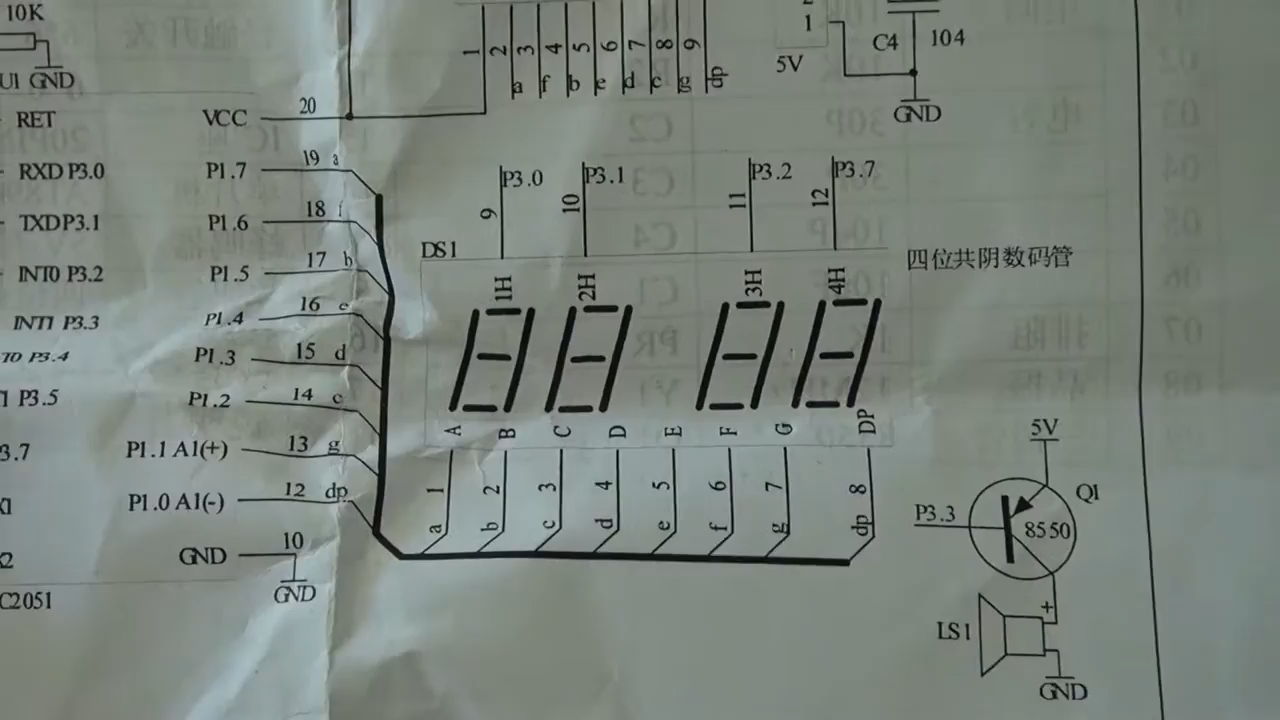 10K
U1 GND
RET
RXD P3.0
TXD P3.1
INT0 P3.2
INT1 P3.3
T0 P3.4
P3.5
P3.7
C2051
VCC 20
P1.7 19 a
P1.6 18 f
P1.5 17 b
P1.4 16 e
P1.3 15 d
P1.2 14 c
P1.1 A1(+) 13 g
P1.0 A1(-) 12 dp
GND 10
GND
1 2 3 4 5 6 7 8 9
a f b e d c g dp
1
5V
C4 104
GND
P3.0 P3.1 P3.2 P3.7
9 10 11 12
DS1
四位共阴数码管
1H 2H 3H 4H
A B C D E F G DP
1 2 3 4 5 6 7 8
a b c d e f g dp
5V
Q1
P3.3
8550
+
LS1
GND